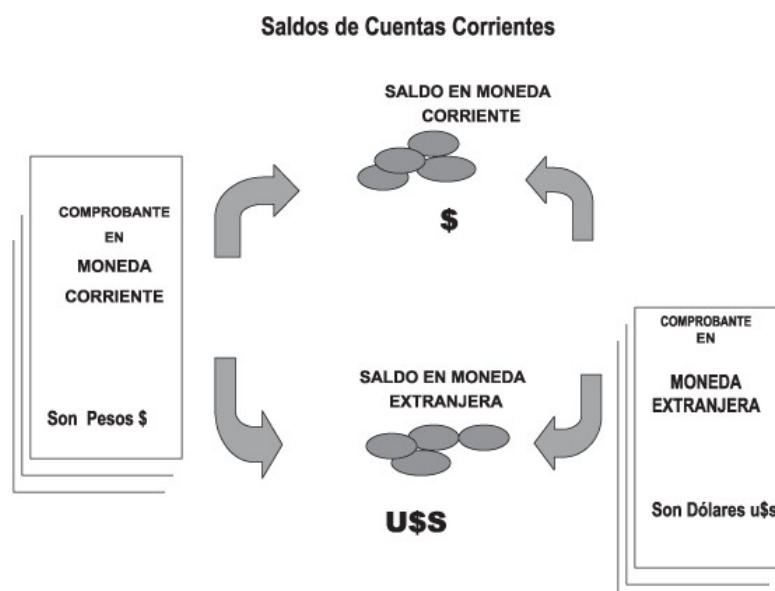 Saldos de Cuentas Corrientes
SALDO EN MONEDA
CORRIENTE
$
COMPROBANTE
EN
MONEDA
CORRIENTE
Son Pesos $
SALDO EN MONEDA
EXTRANJERA
U$S
COMPROBANTE
EN
MONEDA
EXTRANJERA
Son Dólares u$s